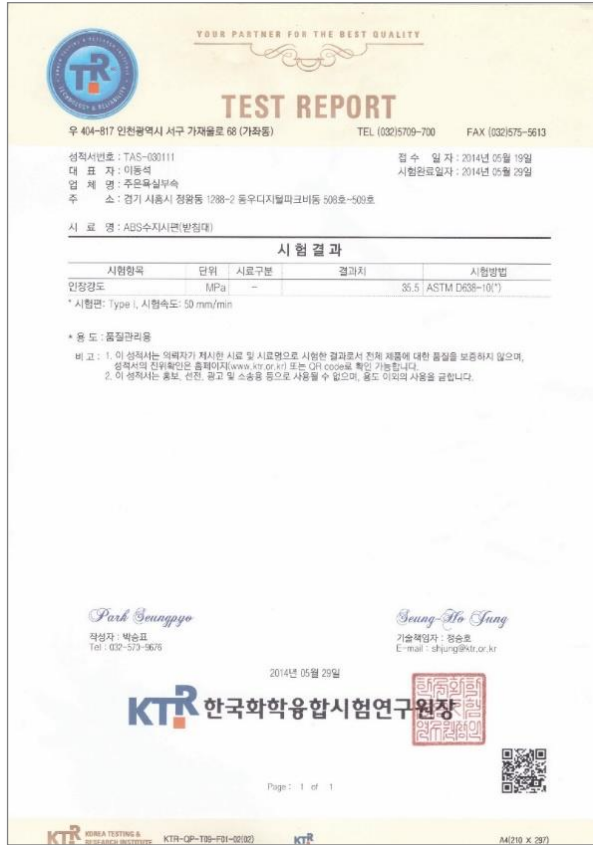 YOUR PARTNER FOR THE BEST QUALITY
TR
TECHNOLOGY & RELIABILITY
TEST REPORT
우 404-817 인천광역시 서구 가재울로 68 (가좌동) TEL (032)5709-700 FAX (032)575-5613
성적서번호 : TAS-030111 접 수 일 자 : 2014년 05월 19일
대 표 자 : 이동석 시험완료일자 : 2014년 05월 29일
업 체 명 : 주은욕실부속
주 소 : 경기 시흥시 정왕동 1288-2 동우디지털파크비동 508호~509호
시 료 명 : ABS수지시편(받침대)
시 험 결 과
시험항목 단위 시료구분 결과치 시험방법
인장강도 MPa - 35.5 ASTM D638-10(*)
* 시험편: Type I, 시험속도: 50 mm/min
* 용 도 : 품질관리용
비 고 : 1. 이 성적서는 의뢰자가 제시한 시료 및 시료명으로 시험한 결과로서 전체 제품에 대한 품질을 보증하지 않으며,
성적서의 진위확인은 홈페이지(www.ktr.or.kr) 또는 QR code로 확인 가능합니다.
2. 이 성적서는 홍보, 선전, 광고 및 소송용 등으로 사용될 수 없으며, 용도 이외의 사용을 금합니다.
Park Seungpyo Seung-Ho Jung
작성자 : 박승표 기술책임자 : 정승호
Tel : 032-573-9676 E-mail : shjung@ktr.or.kr
2014년 05월 29일
KTR 한국화학융합시험연구원장
Page : 1 of 1
KTR KOREA TESTING & RESEARCH INSTITUTE KTR-QP-T09-F01-02(02) KTR A4(210 X 297)